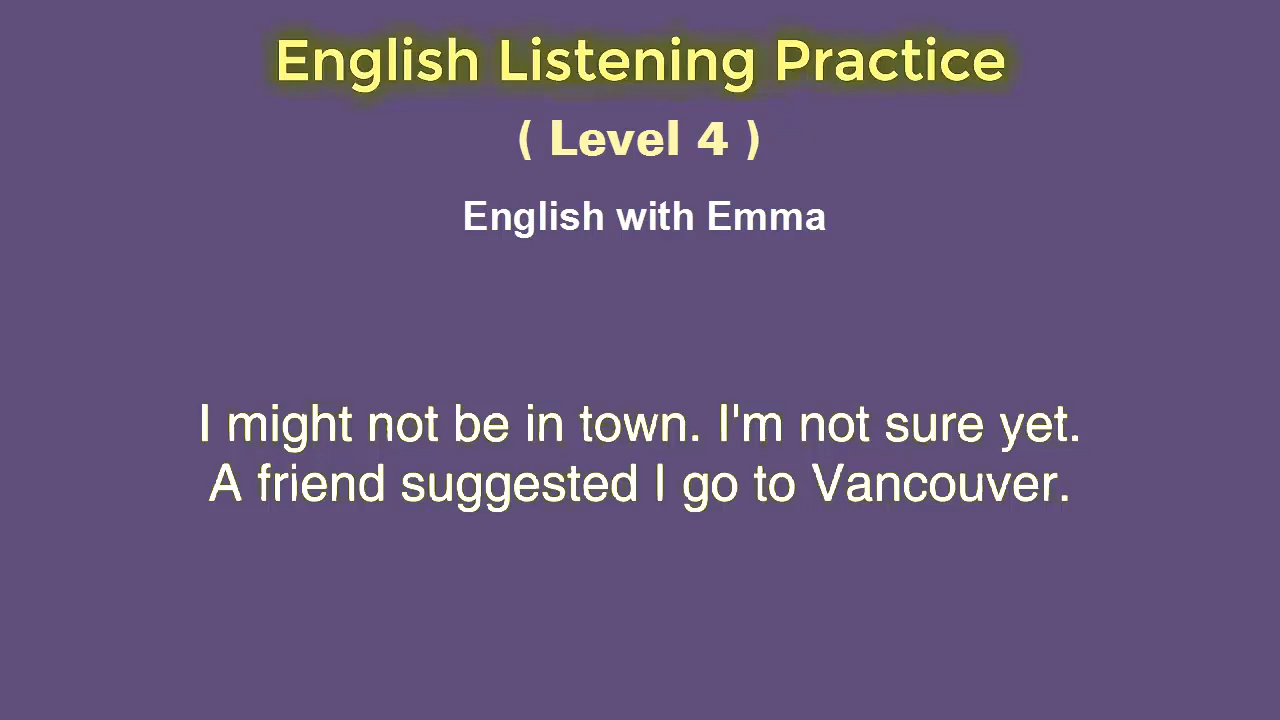 English Listening Practice
( Level 4 )
English with Emma
I might not be in town. I'm not sure yet.
A friend suggested I go to Vancouver.